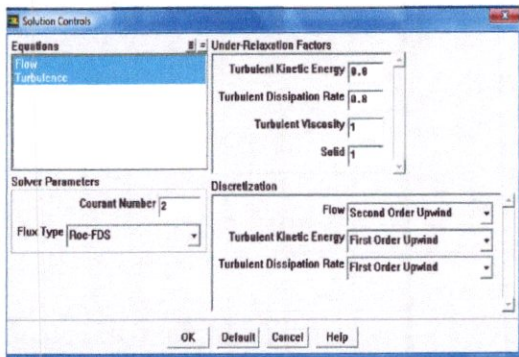 Solution Controls
Equations
Flow
Turbulence
Under-Relaxation Factors
Turbulent Kinetic Energy 0.8
Turbulent Dissipation Rate 0.8
Turbulent Viscosity 1
Solid 1
Solver Parameters
Courant Number 2
Flux Type Roe-FDS
Discretization
Flow Second Order Upwind
Turbulent Kinetic Energy First Order Upwind
Turbulent Dissipation Rate First Order Upwind
OK Default Cancel Help